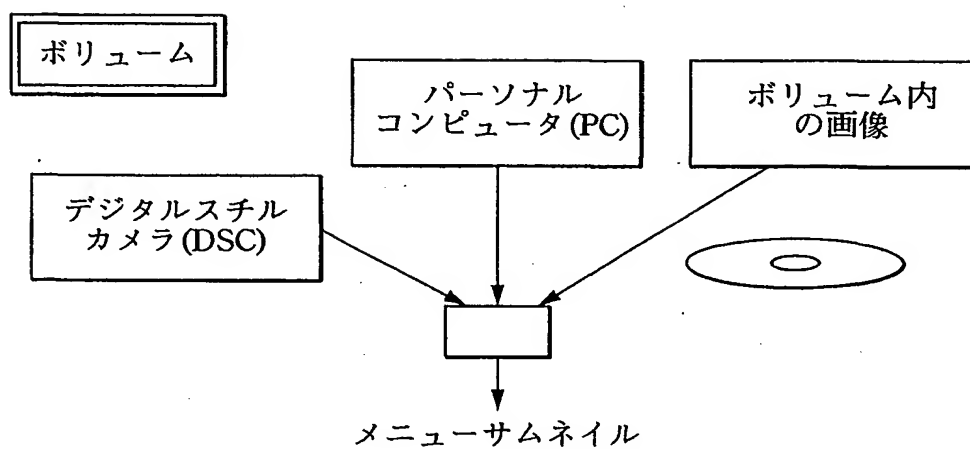 ボリューム
パーソナル
コンピュータ(PC)
ボリューム内
の画像
デジタルスチル
カメラ(DSC)
メニューサムネイル